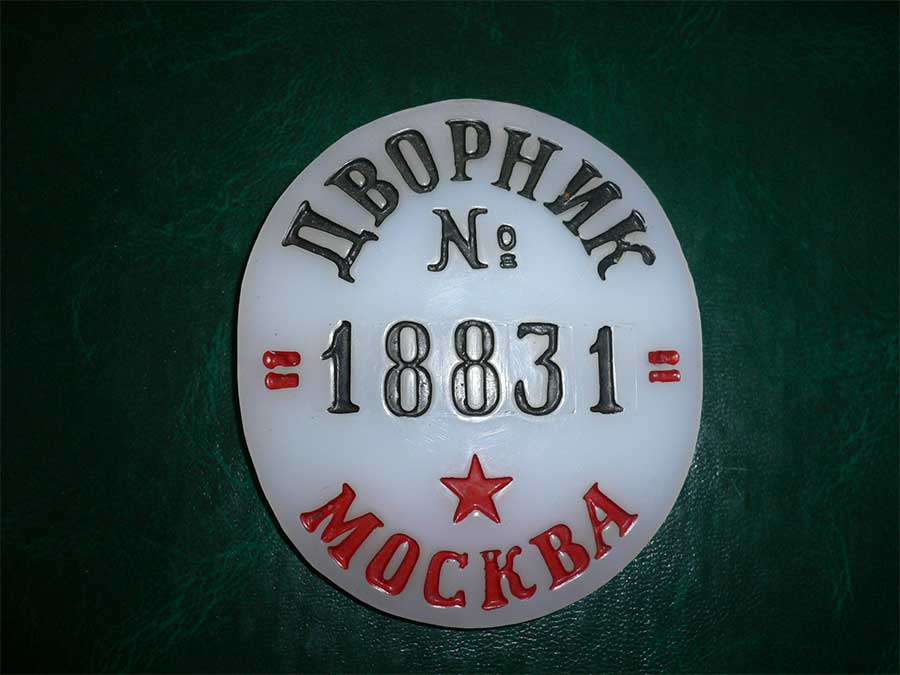 ДВОРНИК
№
= 18831 =
МОСКВА